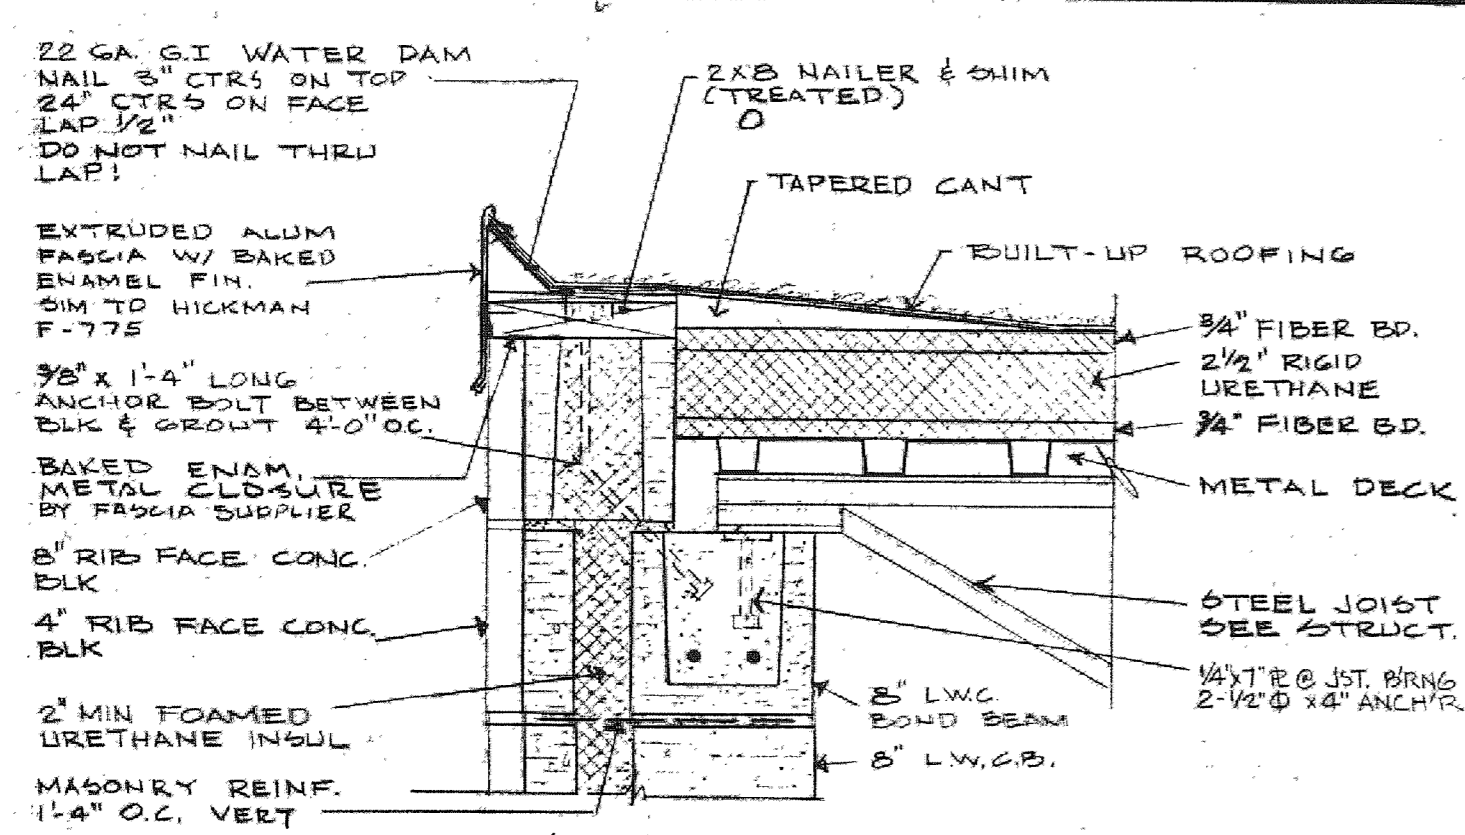 22 GA. G.I WATER DAM
NAIL 3" CTRS ON TOP
24" CTRS ON FACE
LAP 1/2"
DO NOT NAIL THRU
LAP!
EXTRUDED ALUM
FASCIA W/ BAKED
ENAMEL FIN.
SIM TO HICKMAN
F-775
3/8" X 1'-4" LONG
ANCHOR BOLT BETWEEN
BLK & GROUT 4'-0" O.C.
BAKED ENAM.
METAL CLOSURE
BY FASCIA SUPPLIER
8" RIB FACE CONC.
BLK
4" RIB FACE CONC.
BLK
2" MIN FOAMED
URETHANE INSUL
MASONRY REINF.
1'-4" O.C. VERT
2X8 NAILER & SHIM
(TREATED)
TAPERED CANT
BUILT-UP ROOFING
3/4" FIBER BD.
2 1/2" RIGID
URETHANE
3/4" FIBER BD.
METAL DECK
STEEL JOIST
SEE STRUCT.
1/4"X7" PL @ JST. BRNG
2-1/2"Φ X4" ANCH'R
8" L.W.C.
BOND BEAM
8" L.W.C.B.